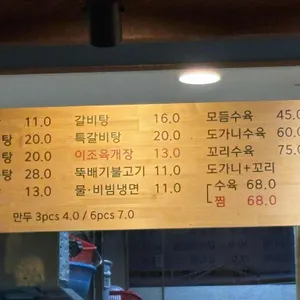 11.0 갈비탕 16.0 모듬수육 45.0
탕 20.0 특갈비탕 20.0 도가니수육 60.
탕 20.0 이조육개장 13.0 꼬리수육 75.0
탕 28.0 뚝배기불고기 11.0 도가니+꼬리
13.0 물·비빔냉면 11.0 수육 68.0
만두 3pcs 4.0 / 6pcs 7.0 찜 68.0